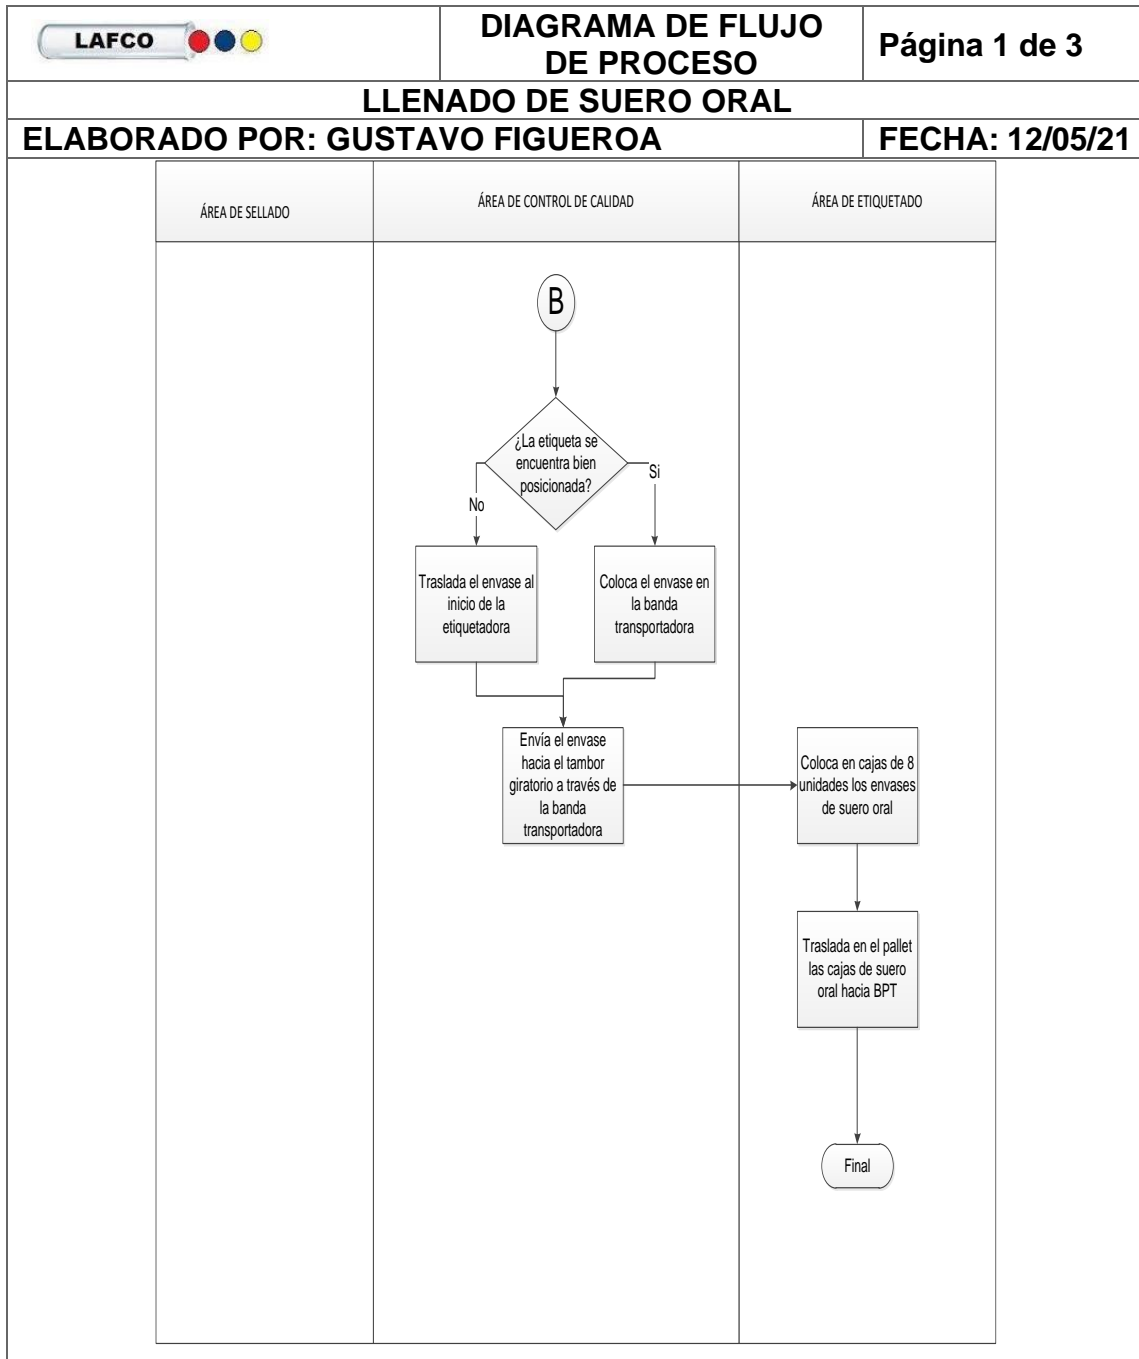 LAFCO
DIAGRAMA DE FLUJO
DE PROCESO
Página 1 de 3
LLENADO DE SUERO ORAL
ELABORADO POR: GUSTAVO FIGUEROA
FECHA: 12/05/21
ÁREA DE SELLADO
ÁREA DE CONTROL DE CALIDAD
ÁREA DE ETIQUETADO
B
¿La etiqueta se
encuentra bien
posicionada?
No
Si
Traslada el envase al
inicio de la
etiquetadora
Coloca el envase en
la banda
transportadora
Envía el envase
hacia el tambor
giratorio a través de
la banda
transportadora
Coloca en cajas de 8
unidades los envases
de suero oral
Traslada en el pallet
las cajas de suero
oral hacia BPT
Final